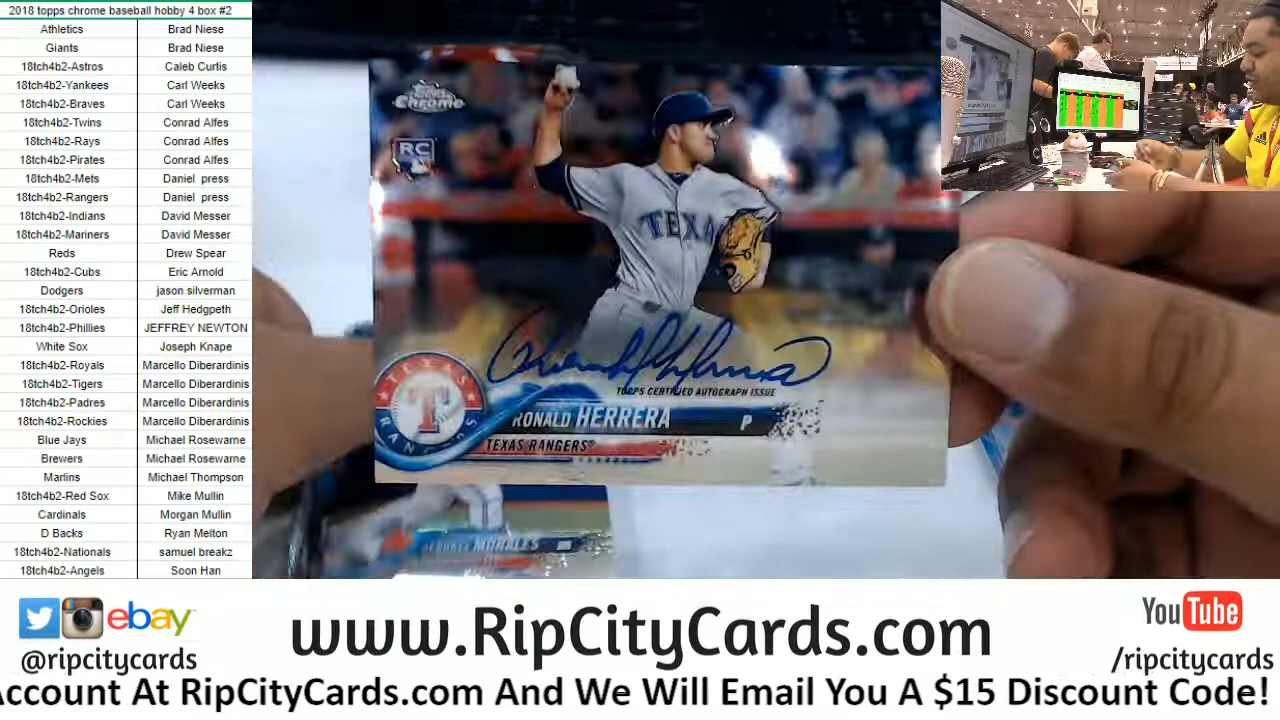 2018 topps chrome baseball hobby 4 box #2
Athletics Brad Niese
Giants Brad Niese
18tch4b2-Astros Caleb Curtis
18tch4b2-Yankees Carl Weeks
18tch4b2-Braves Carl Weeks
18tch4b2-Twins Conrad Alfes
18tch4b2-Rays Conrad Alfes
18tch4b2-Pirates Conrad Alfes
18tch4b2-Mets Daniel press
18tch4b2-Rangers Daniel press
18tch4b2-Indians David Messer
18tch4b2-Mariners David Messer
Reds Drew Spear
18tch4b2-Cubs Eric Arnold
Dodgers jason silverman
18tch4b2-Orioles Jeff Hedgpeth
18tch4b2-Phillies JEFFREY NEWTON
White Sox Joseph Knape
18tch4b2-Royals Marcello Diberardinis
18tch4b2-Tigers Marcello Diberardinis
18tch4b2-Padres Marcello Diberardinis
18tch4b2-Rockies Marcello Diberardinis
Blue Jays Michael Rosewarne
Brewers Michael Rosewarne
Marlins Michael Thompson
18tch4b2-Red Sox Mike Mullin
Cardinals Morgan Mullin
D Backs Ryan Melton
18tch4b2-Nationals samuel breakz
18tch4b2-Angels Soon Han
Topps
Chrome
RC
TEXA
TOPPS CERTIFIED AUTOGRAPH ISSUE
RONALD HERRERA P
TEXAS RANGERS
TEXAS
T
RANGERS
MORALES
ebay
@ripcitycards
www.RipCityCards.com
YouTube
/ripcitycards
Account At RipCityCards.com And We Will Email You A $15 Discount Code!